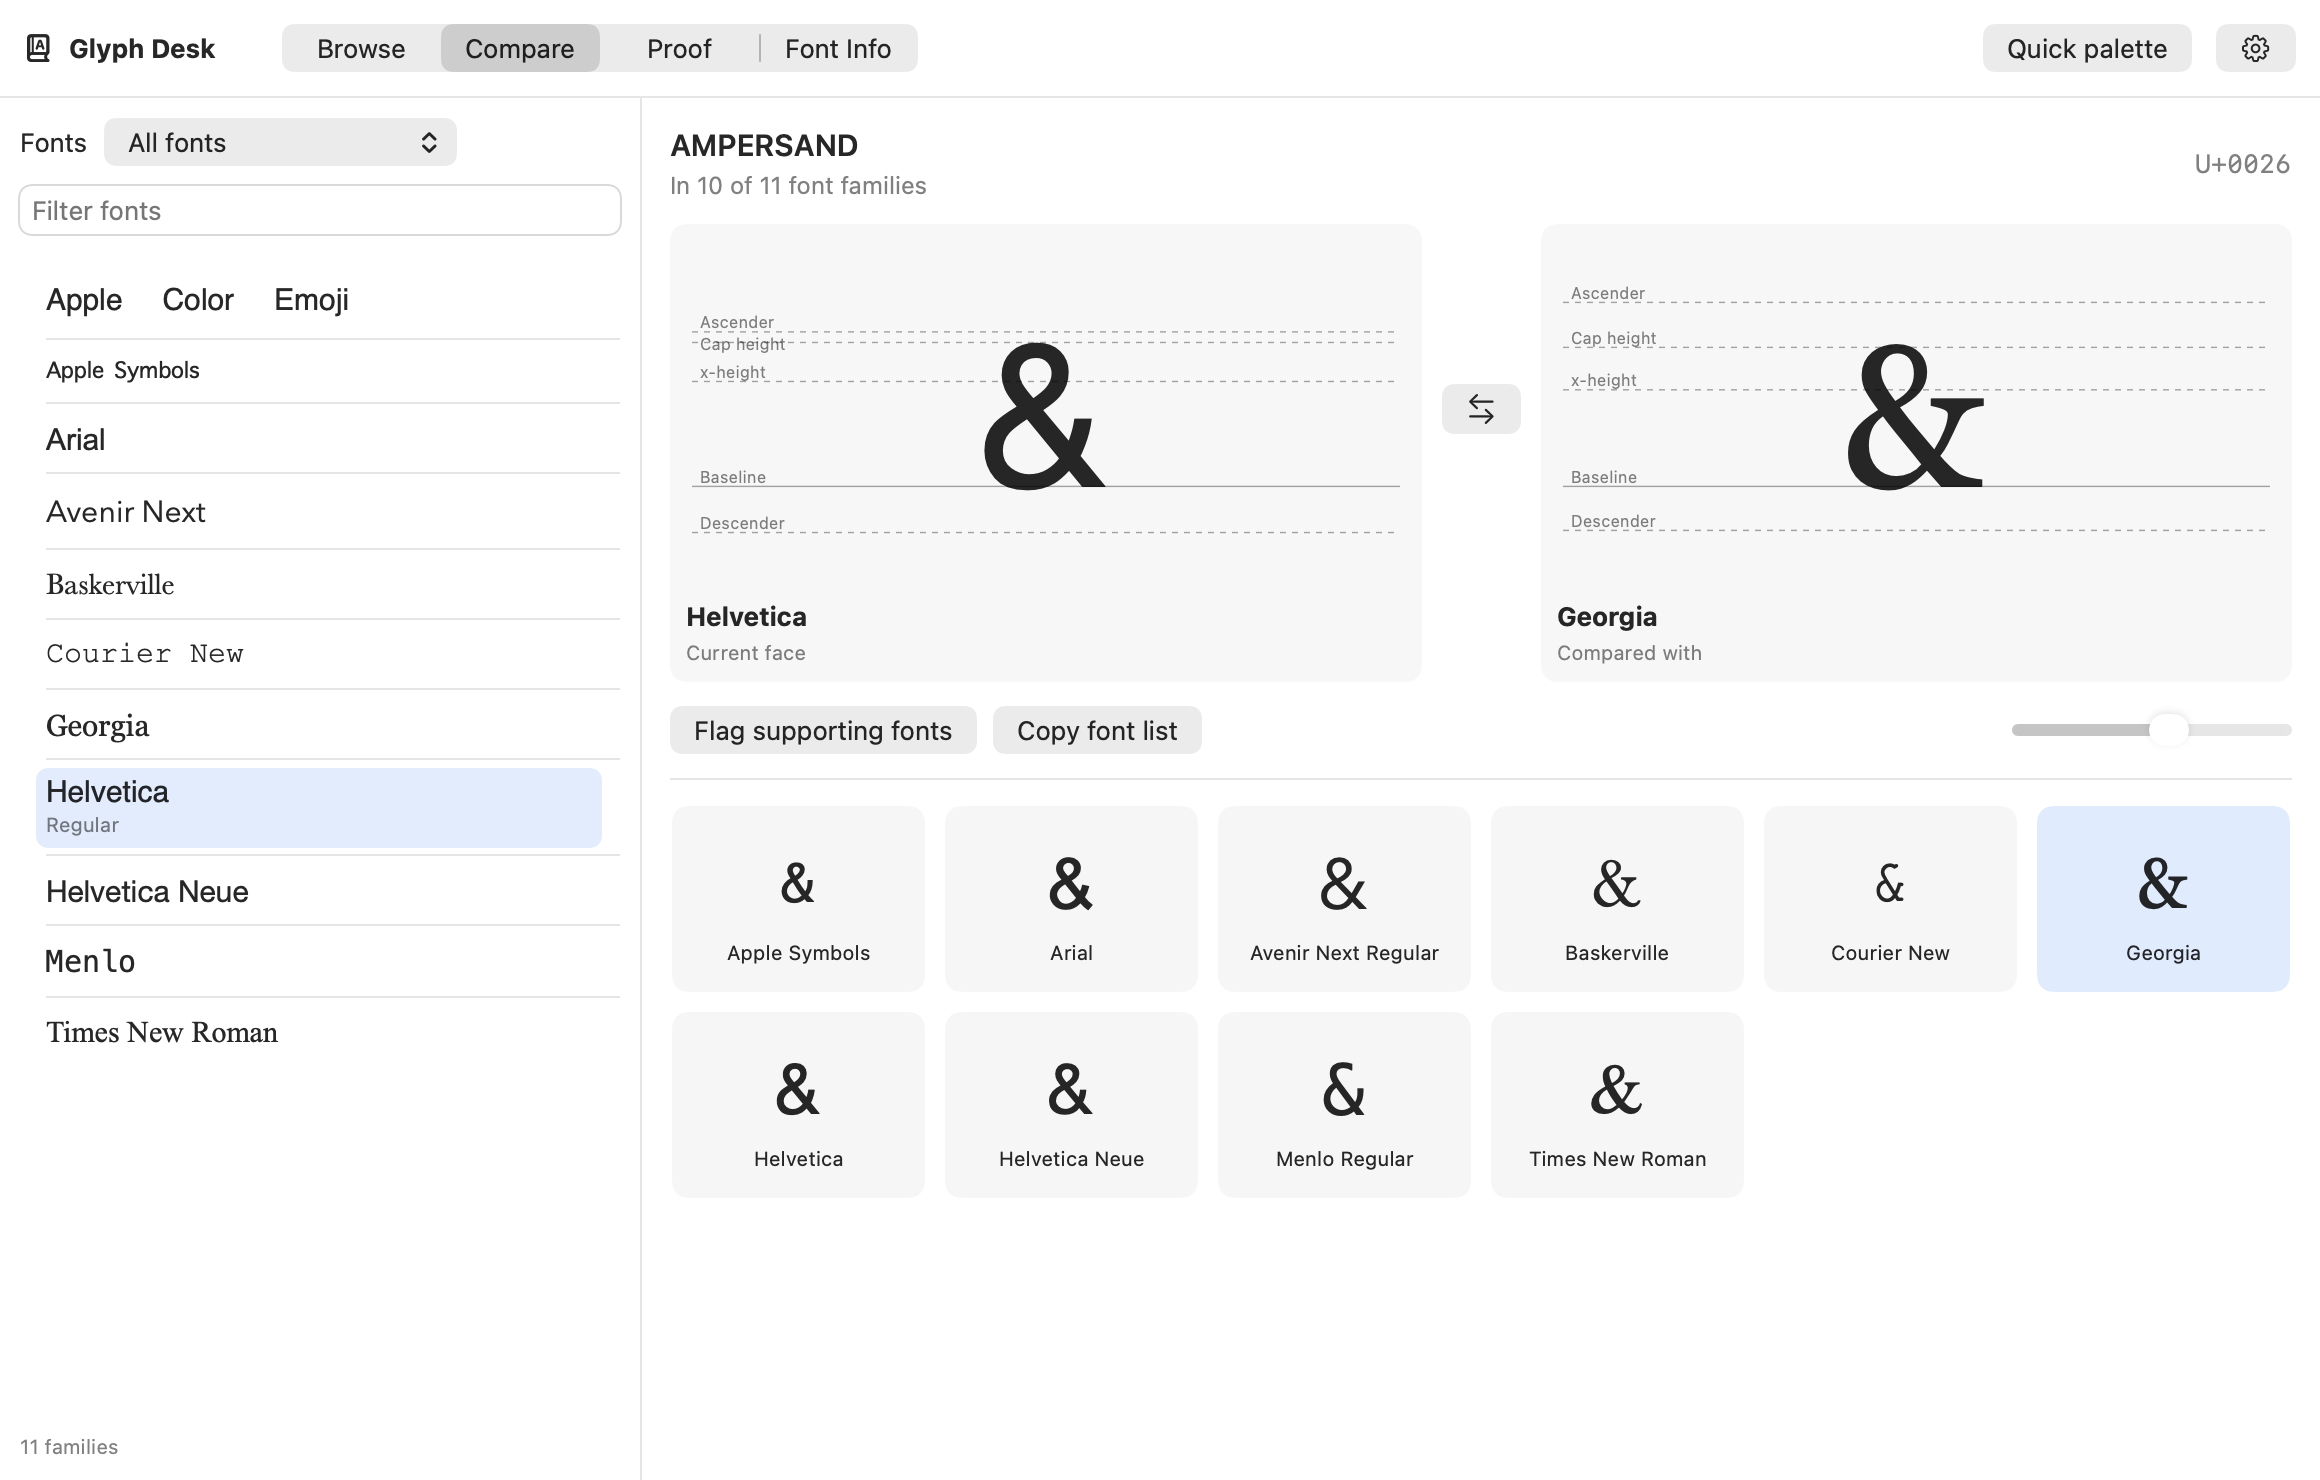 Glyph Desk
Browse
Compare
Proof
Font Info
Quick palette
Fonts
All fonts
Filter fonts
Apple Color Emoji
Apple Symbols
Arial
Avenir Next
Baskerville
Courier New
Georgia
Helvetica
Regular
Helvetica Neue
Menlo
Times New Roman
11 families
AMPERSAND
In 10 of 11 font families
U+0026
Ascender
Cap height
x-height
Baseline
Descender
&
Helvetica
Current face
Ascender
Cap height
x-height
Baseline
Descender
&
Georgia
Compared with
Flag supporting fonts
Copy font list
&
Apple Symbols
&
Arial
&
Avenir Next Regular
&
Baskerville
&
Courier New
&
Georgia
&
Helvetica
&
Helvetica Neue
&
Menlo Regular
&
Times New Roman